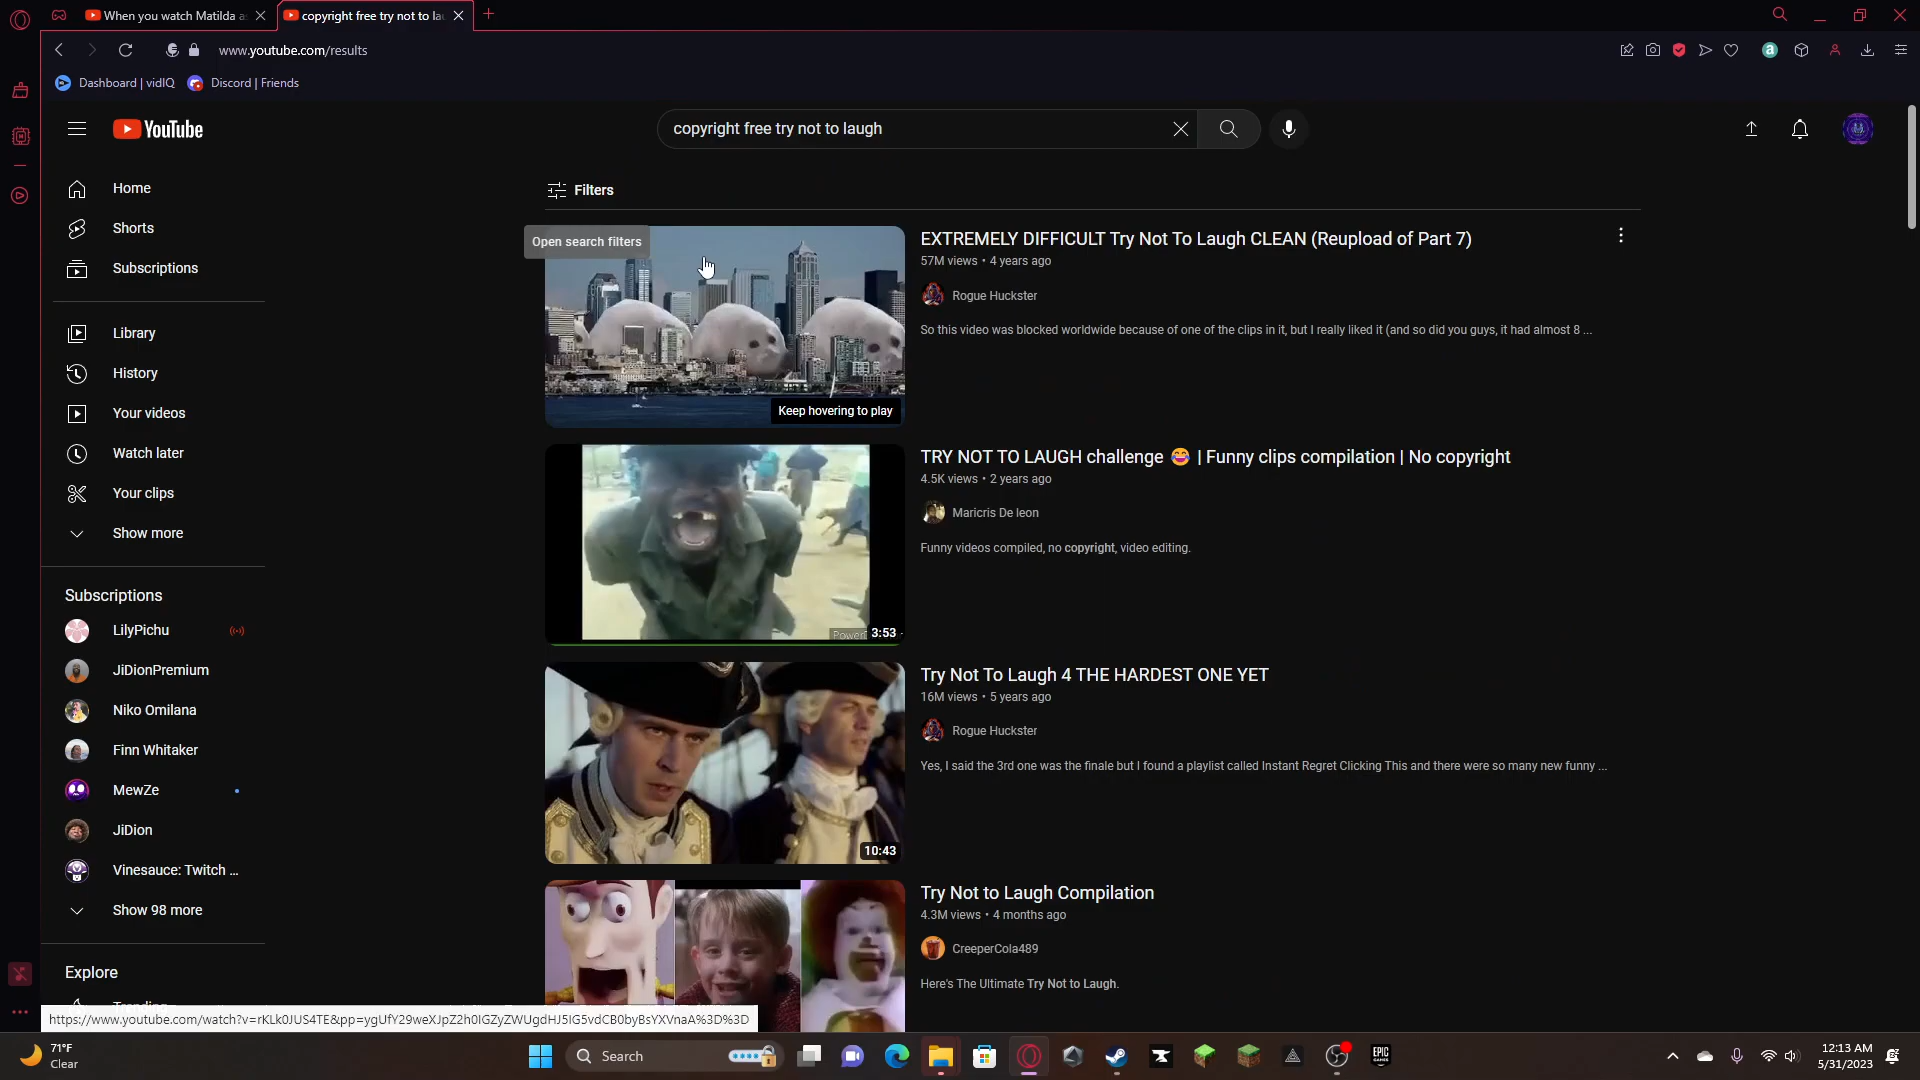 When you watch Matilda as
copyright free try not to la
www.youtube.com/results
Dashboard | vidIQ
Discord | Friends
YouTube
copyright free try not to laugh
Home
Shorts
Subscriptions
Library
History
Your videos
Watch later
Your clips
Show more
Subscriptions
LilyPichu
JiDionPremium
Niko Omilana
Finn Whitaker
MewZe
JiDion
Vinesauce: Twitch ...
Show 98 more
Explore
Filters
Open search filters
Keep hovering to play
EXTREMELY DIFFICULT Try Not To Laugh CLEAN (Reupload of Part 7)
57M views • 4 years ago
Rogue Huckster
So this video was blocked worldwide because of one of the clips in it, but I really liked it (and so did you guys, it had almost 8 ...
3:53
TRY NOT TO LAUGH challenge 😂 | Funny clips compilation | No copyright
4.5K views • 2 years ago
Maricris De leon
Funny videos compiled, no copyright, video editing.
10:43
Try Not To Laugh 4 THE HARDEST ONE YET
16M views • 5 years ago
Rogue Huckster
Yes, I said the 3rd one was the finale but I found a playlist called Instant Regret Clicking This and there were so many new funny ...
Try Not to Laugh Compilation
4.3M views • 4 months ago
CreeperCola489
Here's The Ultimate Try Not to Laugh.
https://www.youtube.com/watch?v=rKLk0JUS4TE&pp=ygUfY29weXJpZ2h0IGZyZWUgdHJ5IG5vdCB0byBsYXVnaA%3D%3D
71°F
Clear
Search
EPIC
GAMES
12:13 AM
5/31/2023